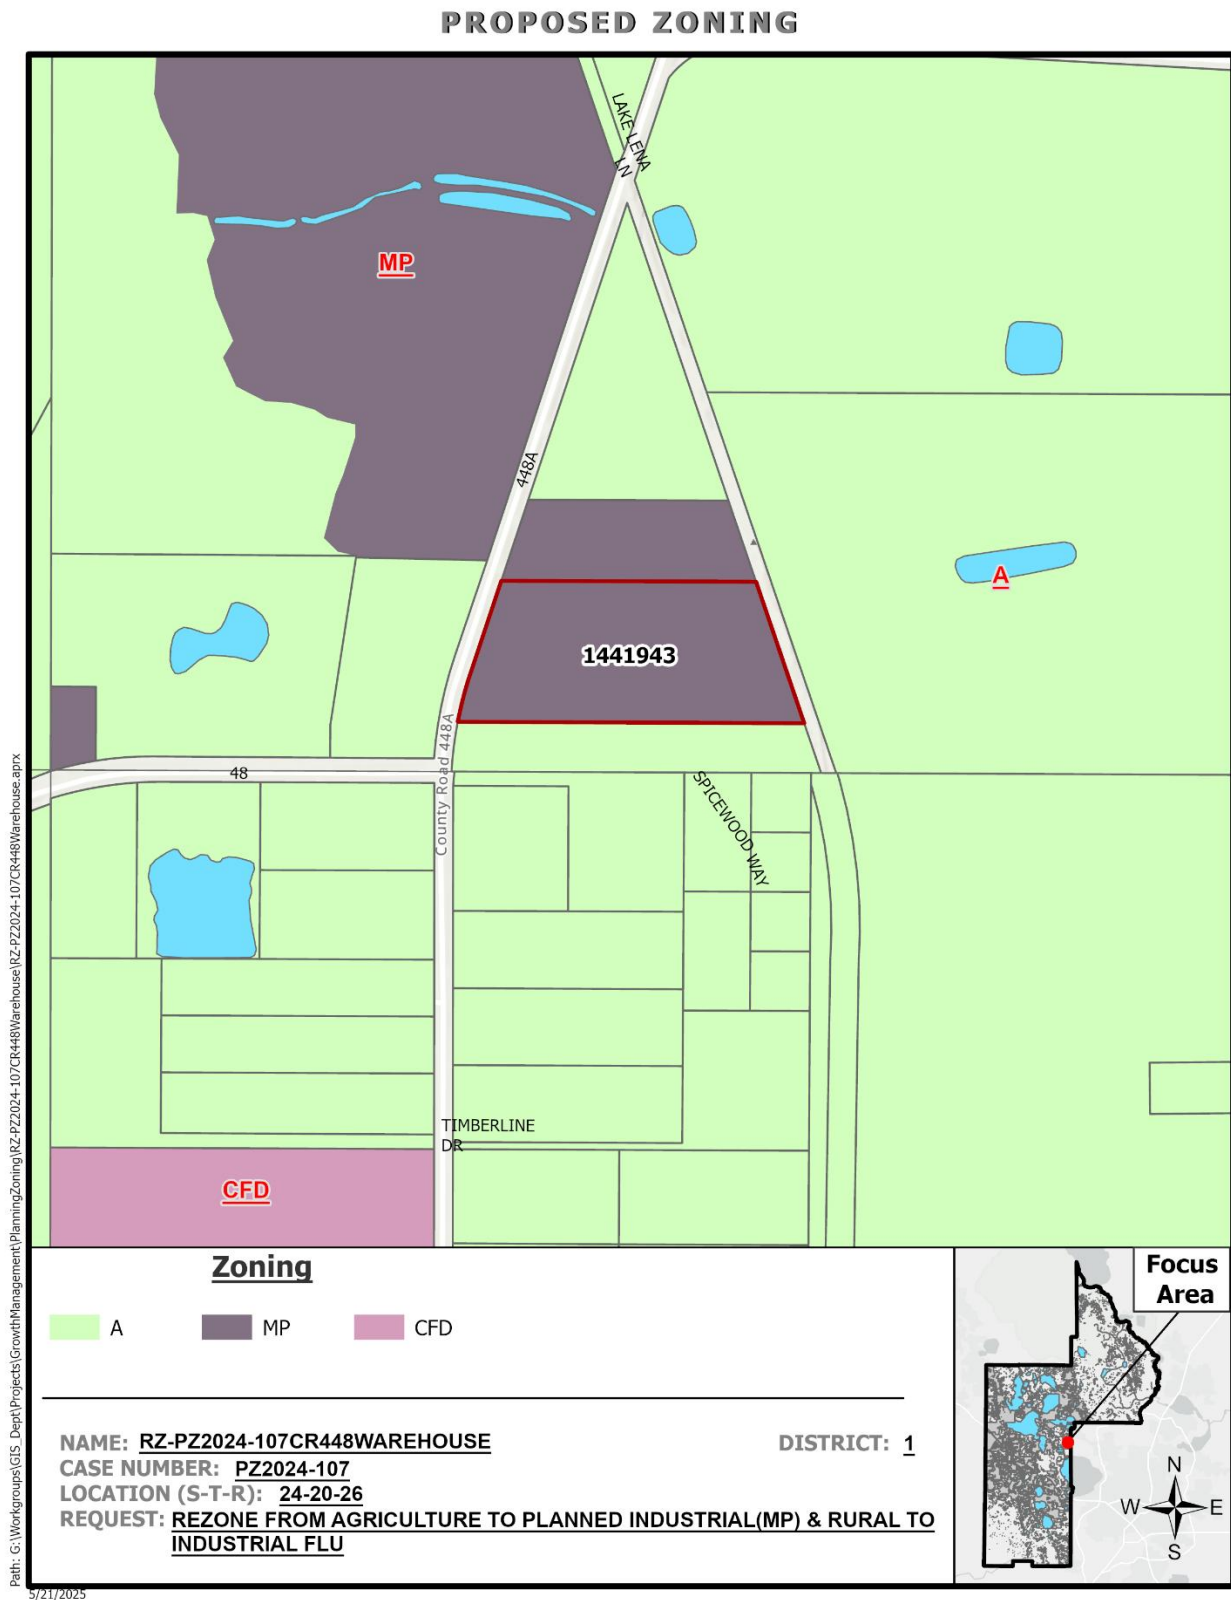 PROPOSED ZONING
LAKE LENA
LN
MP
448A
A
1441943
County Road 448A
48
SPICEWOOD WAY
TIMBERLINE
DR
CFD
Zoning
A
MP
CFD
Focus
Area
NAME: RZ-PZ2024-107CR448WAREHOUSE
DISTRICT: 1
CASE NUMBER: PZ2024-107
LOCATION (S-T-R): 24-20-26
REQUEST: REZONE FROM AGRICULTURE TO PLANNED INDUSTRIAL(MP) & RURAL TO
INDUSTRIAL FLU
N
W
E
S
Path: G:\Workgroups\GIS_Dept\Projects\GrowthManagement\PlanningZoning\RZ-PZ2024-107CR448Warehouse\RZ-PZ2024-107CR448Warehouse.aprx
5/21/2025